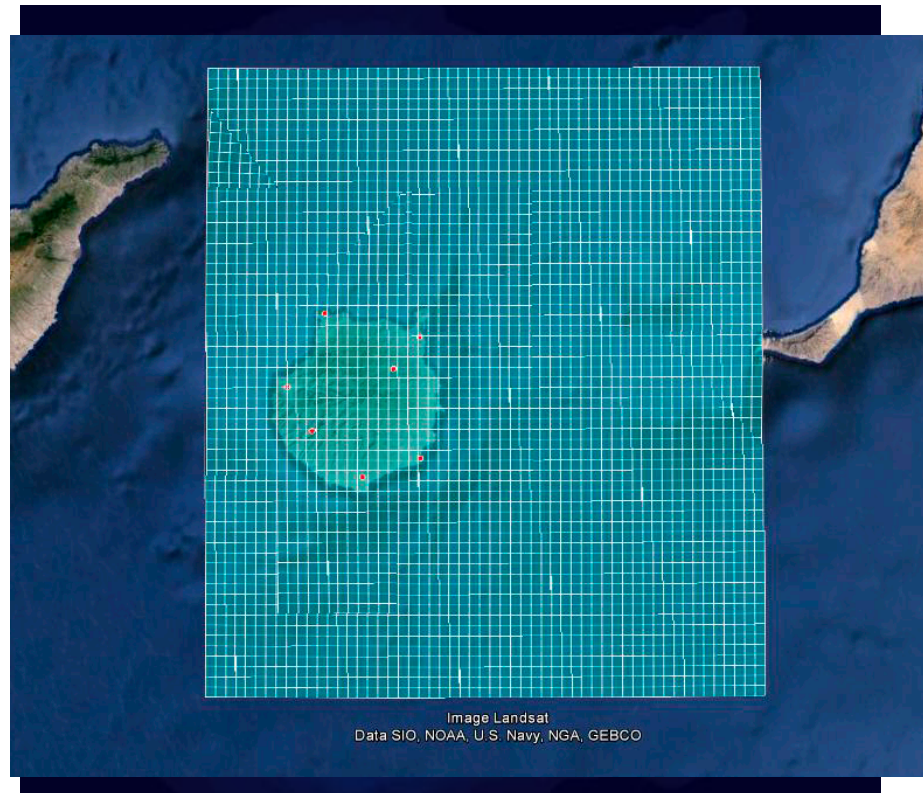 Image Landsat
Data SIO, NOAA, U.S. Navy, NGA, GEBCO